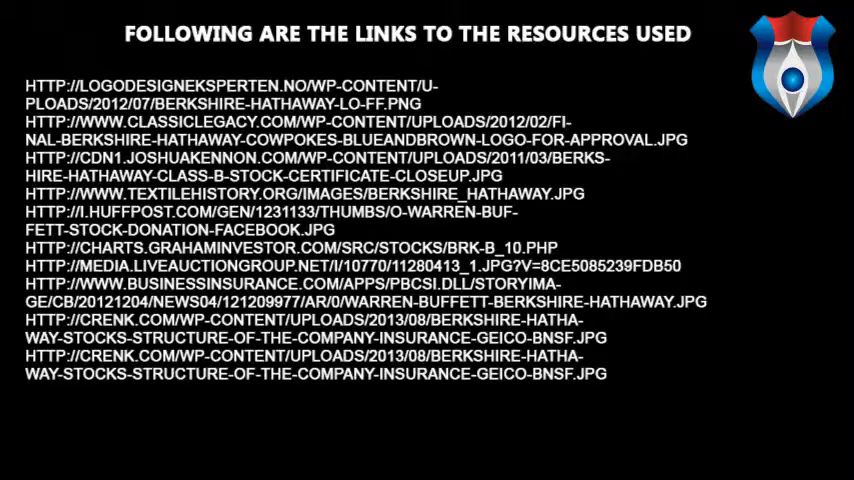 FOLLOWING ARE THE LINKS TO THE RESOURCES USED
HTTP://LOGODESIGNEKSPERTEN.NO/WP-CONTENT/U-
PLOADS/2012/07/BERKSHIRE-HATHAWAY-LO-FF.PNG
HTTP://WWW.CLASSICLEGACY.COM/WP-CONTENT/UPLOADS/2012/02/FI-
NAL-BERKSHIRE-HATHAWAY-COWPOKES-BLUEANDBROWN-LOGO-FOR-APPROVAL.JPG
HTTP://CDN1.JOSHUAKENNON.COM/WP-CONTENT/UPLOADS/2011/03/BERKS-
HIRE-HATHAWAY-CLASS-B-STOCK-CERTIFICATE-CLOSEUP.JPG
HTTP://WWW.TEXTILEHISTORY.ORG/IMAGES/BERKSHIRE_HATHAWAY.JPG
HTTP://I.HUFFPOST.COM/GEN/1231133/THUMBS/O-WARREN-BUF-
FETT-STOCK-DONATION-FACEBOOK.JPG
HTTP://CHARTS.GRAHAMINVESTOR.COM/SRC/STOCKS/BRK-B_10.PHP
HTTP://MEDIA.LIVEAUCTIONGROUP.NET/I/10770/11280413_1.JPG?V=8CE5085239FDB50
HTTP://WWW.BUSINESSINSURANCE.COM/APPS/PBCSI.DLL/STORYIMA-
GE/CB/20121204/NEWS04/121209977/AR/0/WARREN-BUFFETT-BERKSHIRE-HATHAWAY.JPG
HTTP://CRENK.COM/WP-CONTENT/UPLOADS/2013/08/BERKSHIRE-HATHA-
WAY-STOCKS-STRUCTURE-OF-THE-COMPANY-INSURANCE-GEICO-BNSF.JPG
HTTP://CRENK.COM/WP-CONTENT/UPLOADS/2013/08/BERKSHIRE-HATHA-
WAY-STOCKS-STRUCTURE-OF-THE-COMPANY-INSURANCE-GEICO-BNSF.JPG